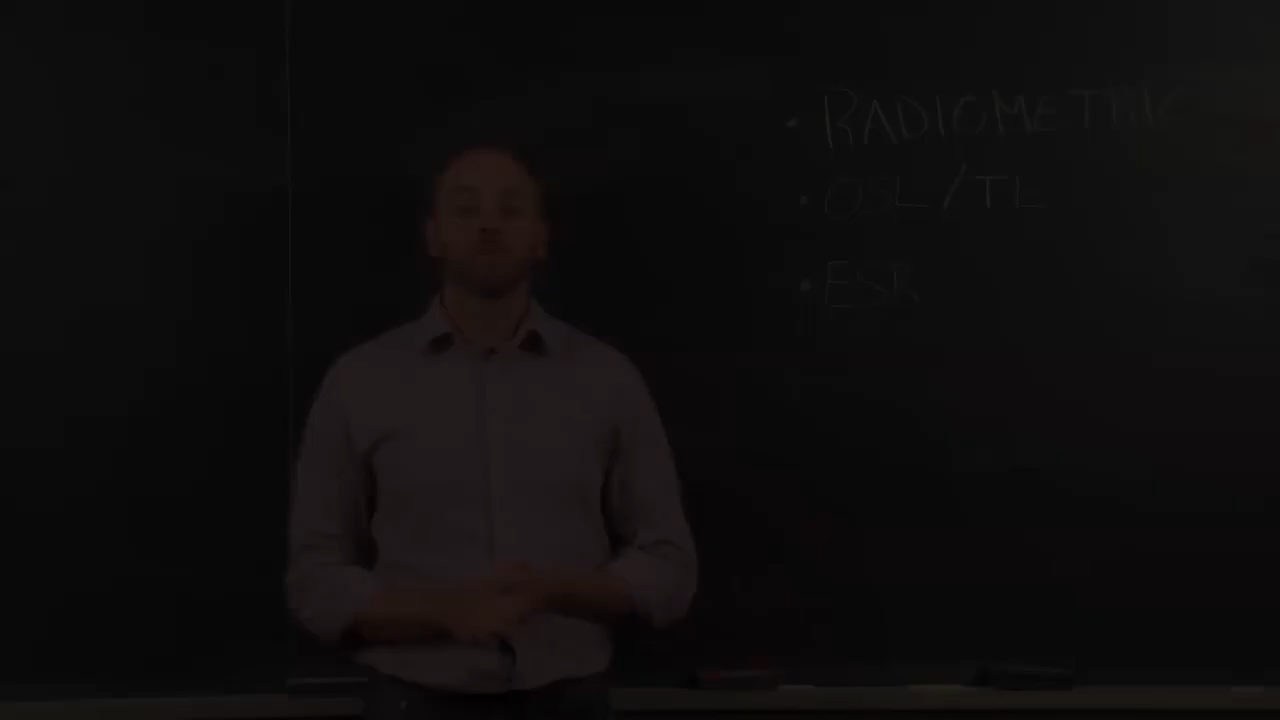 · RADIOMETRIC
· OSL/TL
· ESR